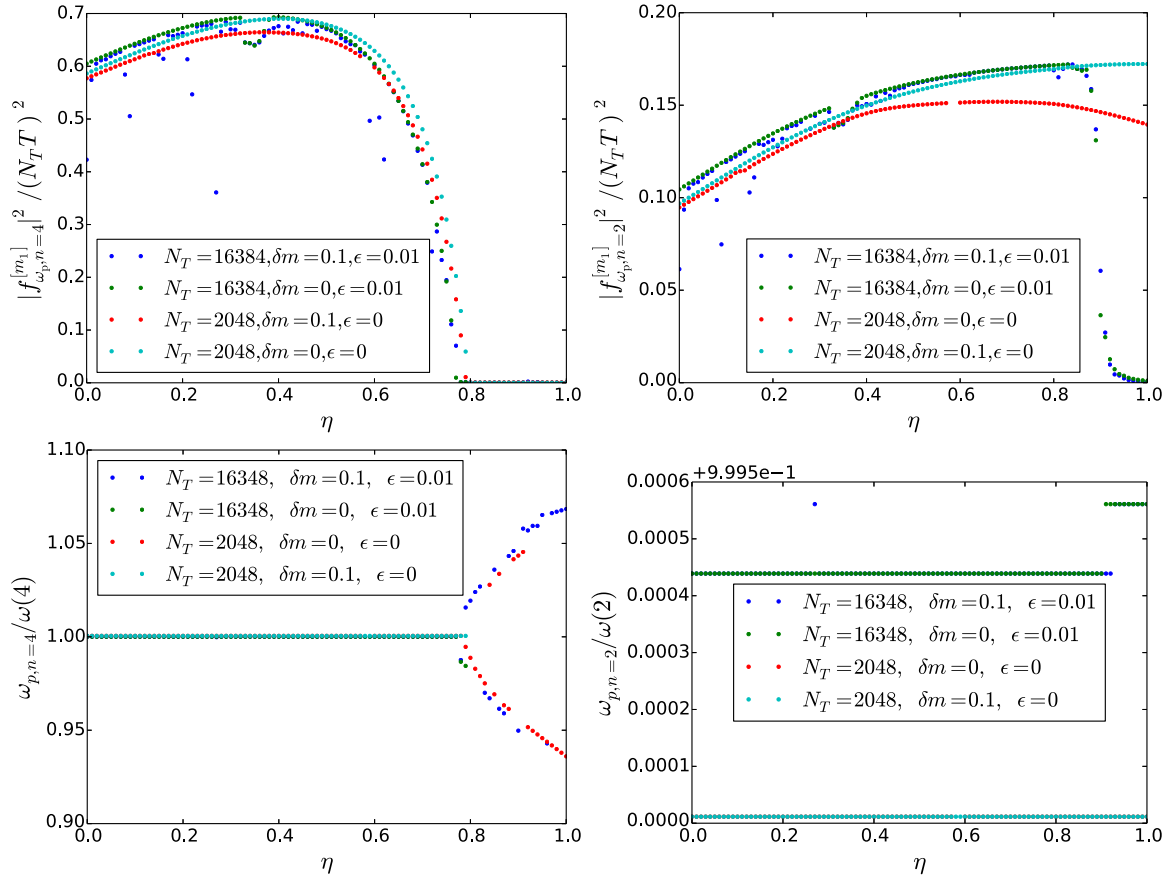 0.7
0.6
0.5
0.4
0.3
0.2
0.1
0.0
|f^{[m_1]}_{ω_p,n=4}|^2/(N_T T)^2
N_T=16384,δm=0.1,ϵ=0.01
N_T=16384,δm=0,ϵ=0.01
N_T=2048,δm=0.1,ϵ=0
N_T=2048,δm=0,ϵ=0
0.0 0.2 0.4 0.6 0.8 1.0
η
0.20
0.15
0.10
0.05
0.00
|f^{[m_1]}_{ω_p,n=2}|^2/(N_T T)^2
N_T=16384,δm=0.1,ϵ=0.01
N_T=16384,δm=0,ϵ=0.01
N_T=2048,δm=0,ϵ=0
N_T=2048,δm=0.1,ϵ=0
0.0 0.2 0.4 0.6 0.8 1.0
η
1.10
1.05
1.00
0.95
0.90
ω_{p,n=4}/ω(4)
N_T=16348, δm=0.1, ϵ=0.01
N_T=16348, δm=0, ϵ=0.01
N_T=2048, δm=0, ϵ=0
N_T=2048, δm=0.1, ϵ=0
0.0 0.2 0.4 0.6 0.8 1.0
η
+9.995e-1
0.0006
0.0005
0.0004
0.0003
0.0002
0.0001
0.0000
ω_{p,n=2}/ω(2)
N_T=16348, δm=0.1, ϵ=0.01
N_T=16348, δm=0, ϵ=0.01
N_T=2048, δm=0, ϵ=0
N_T=2048, δm=0.1, ϵ=0
0.0 0.2 0.4 0.6 0.8 1.0
η